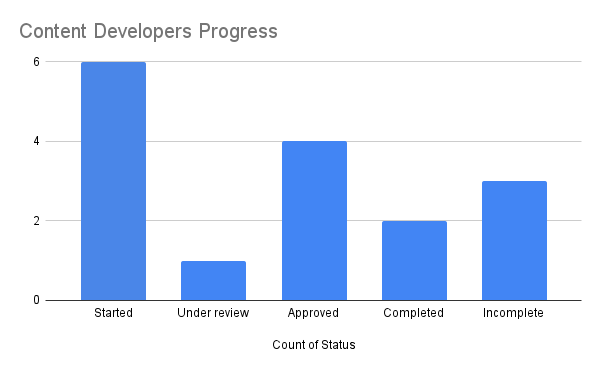 Content Developers Progress
6
4
2
0
Started Under review Approved Completed Incomplete
Count of Status